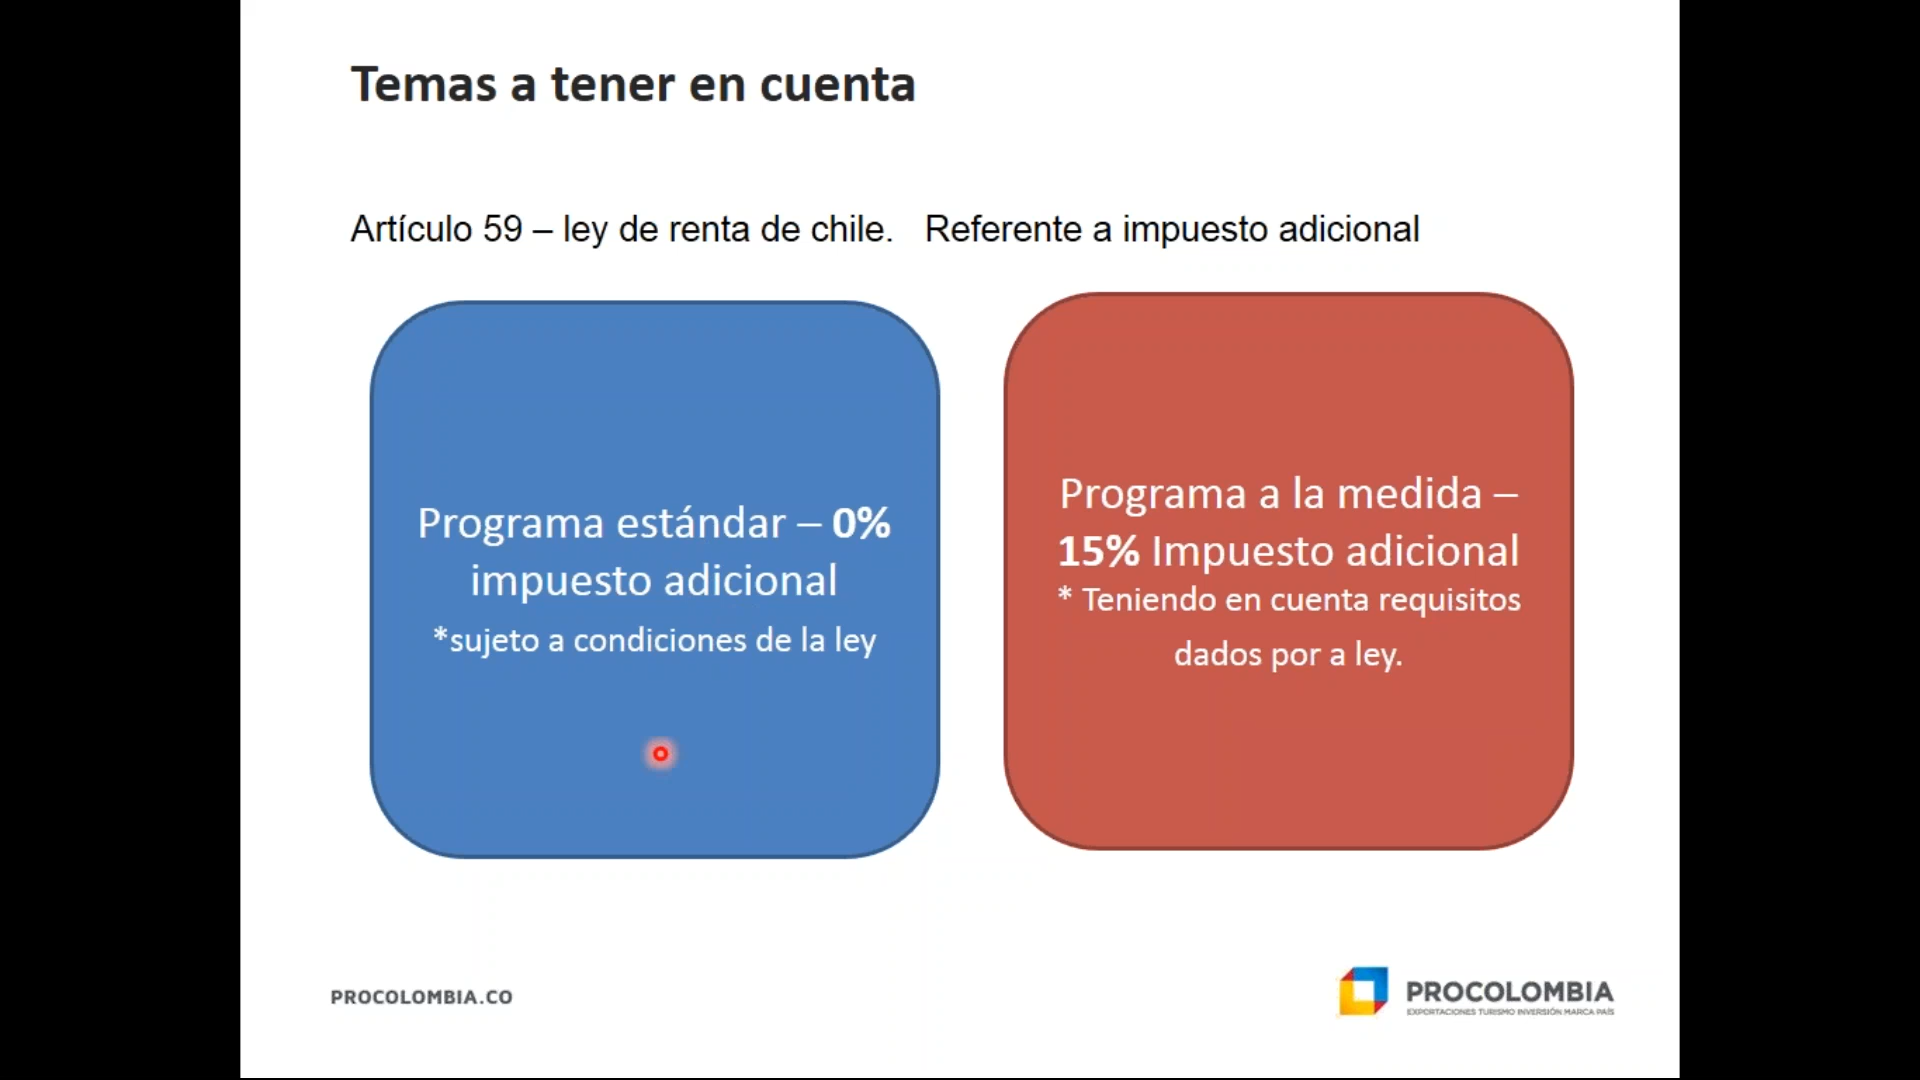 Temas a tener en cuenta
Artículo 59 – ley de renta de chile. Referente a impuesto adicional
Programa estándar – 0%
impuesto adicional
*sujeto a condiciones de la ley
Programa a la medida –
15% Impuesto adicional
* Teniendo en cuenta requisitos
dados por a ley.
PROCOLOMBIA.CO
PROCOLOMBIA
EXPORTACIONES TURISMO INVERSIÓN MARCA PAÍS